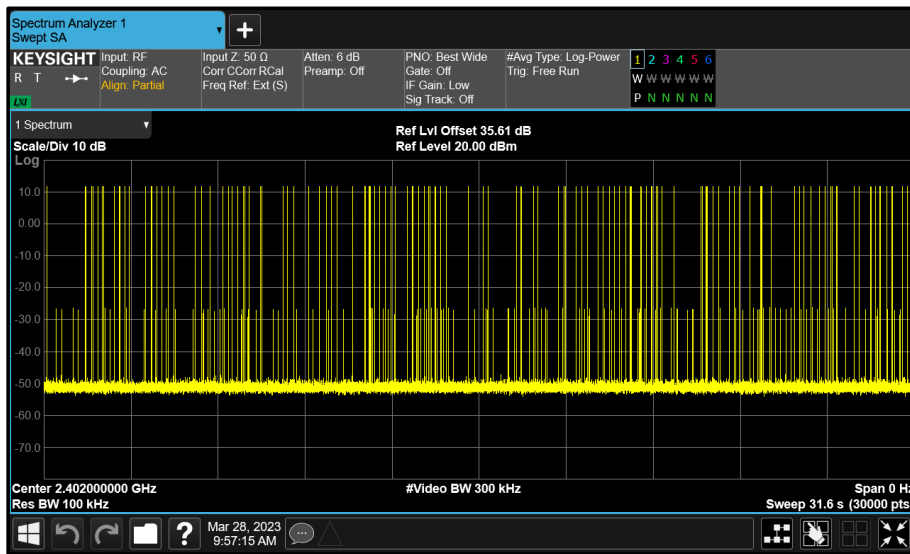 Spectrum Analyzer 1
Swept SA
KEYSIGHT
R T
LXI
Input: RF
Coupling: AC
Align: Partial
Input Z: 50 Ω
Corr CCorr RCal
Freq Ref: Ext (S)
Atten: 6 dB
Preamp: Off
PNO: Best Wide
Gate: Off
IF Gain: Low
Sig Track: Off
#Avg Type: Log-Power
Trig: Free Run
1 2 3 4 5 6
W W W W W W
P N N N N N
1 Spectrum
Scale/Div 10 dB
Ref Lvl Offset 35.61 dB
Ref Level 20.00 dBm
Log
10.0
0.00
-10.0
-20.0
-30.0
-40.0
-50.0
-60.0
-70.0
Center 2.402000000 GHz
#Video BW 300 kHz
Span 0 Hz
Res BW 100 kHz
Sweep 31.6 s (30000 pts
?
Mar 28, 2023
9:57:15 AM